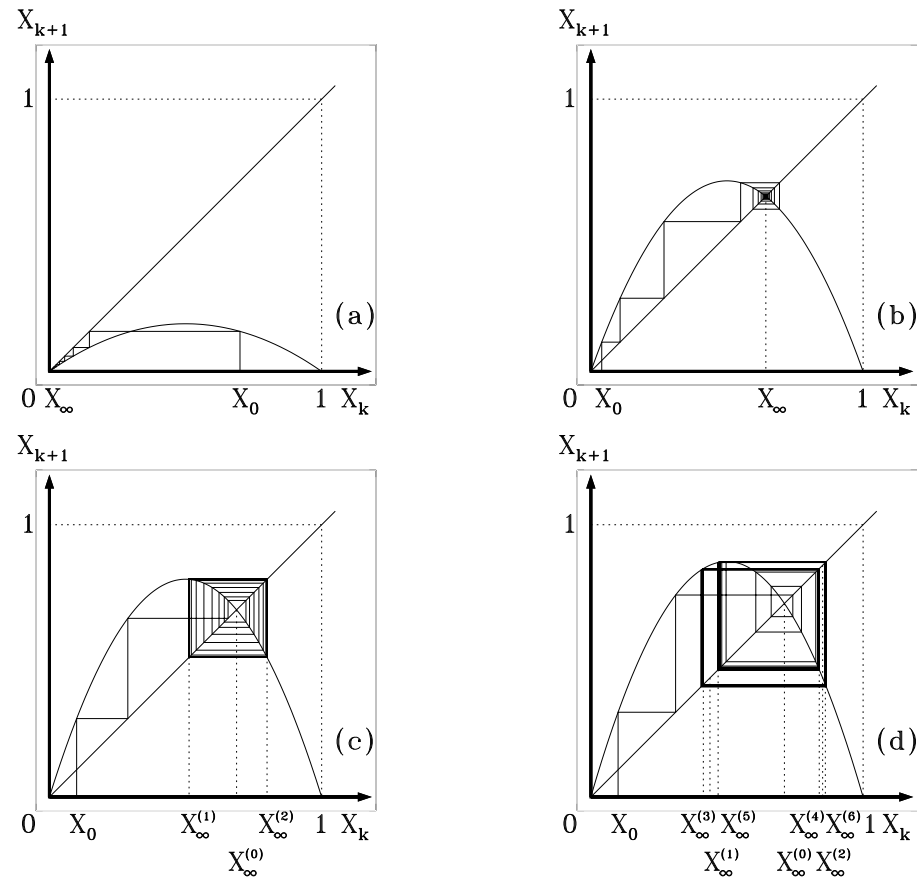 X_{k+1} X_{k+1}
1 1
(a) (b)
0 X_∞ X_0 1 X_k 0 X_0 X_∞ 1 X_k
X_{k+1} X_{k+1}
1 1
(c) (d)
0 X_0 X_∞^{(1)} X_∞^{(2)} 1 X_k 0 X_0 X_∞^{(3)} X_∞^{(5)} X_∞^{(4)} X_∞^{(6)} 1 X_k
X_∞^{(0)} X_∞^{(1)} X_∞^{(0)} X_∞^{(2)}